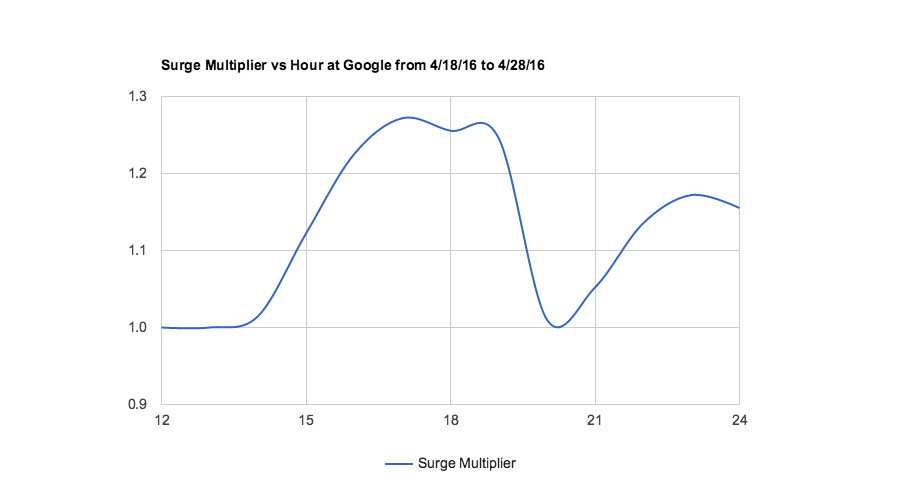 Surge Multiplier vs Hour at Google from 4/18/16 to 4/28/16
1.3
1.2
1.1
1.0
0.9
12 15 18 21 24
Surge Multiplier